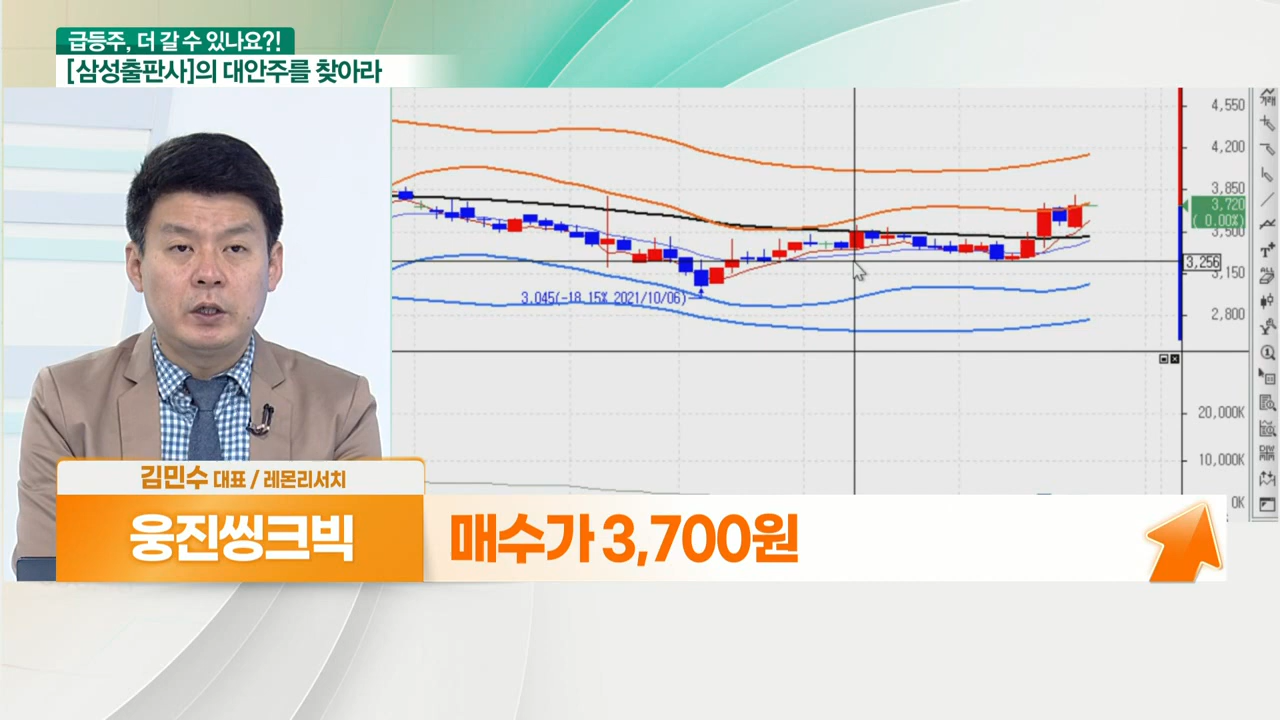 급등주, 더 갈 수 있나요?!
[삼성출판사]의 대안주를 찾아라
4,550
4,200
3,850
3,720
( 0.00%)
3,500
3,256
3,150
2,800
3,045(-18.15% 2021/10/06)
20,000K
10,000K
0K
김민수 대표 / 레몬리서치
웅진씽크빅
매수가 3,700원